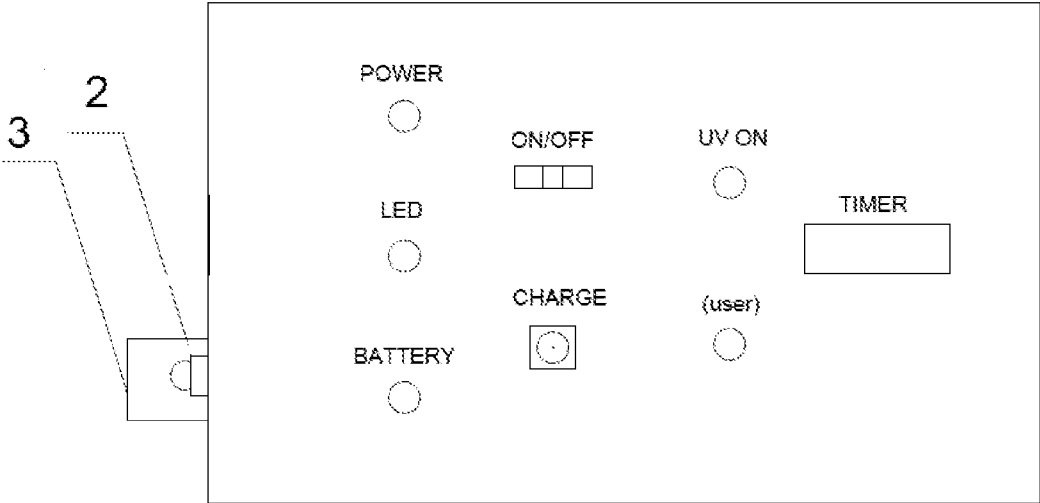 POWER
2
3
ON/OFF
UV ON
LED
TIMER
CHARGE
(user)
BATTERY